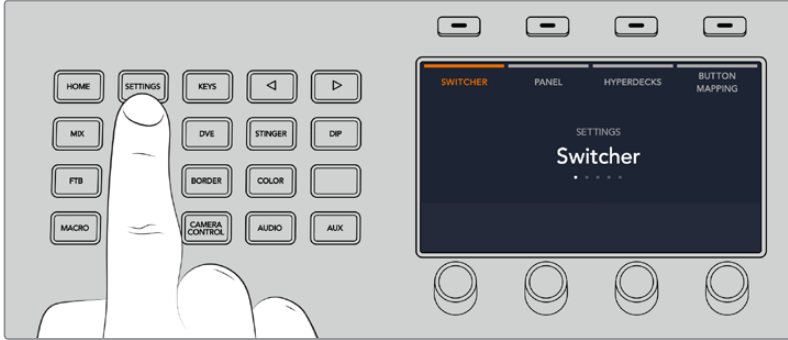 HOME
SETTINGS
KEYS
MIX
DVE
STINGER
DIP
FTB
BORDER
COLOR
MACRO
CAMERA
CONTROL
AUDIO
AUX
SWITCHER
PANEL
HYPERDECKS
BUTTON
MAPPING
SETTINGS
Switcher